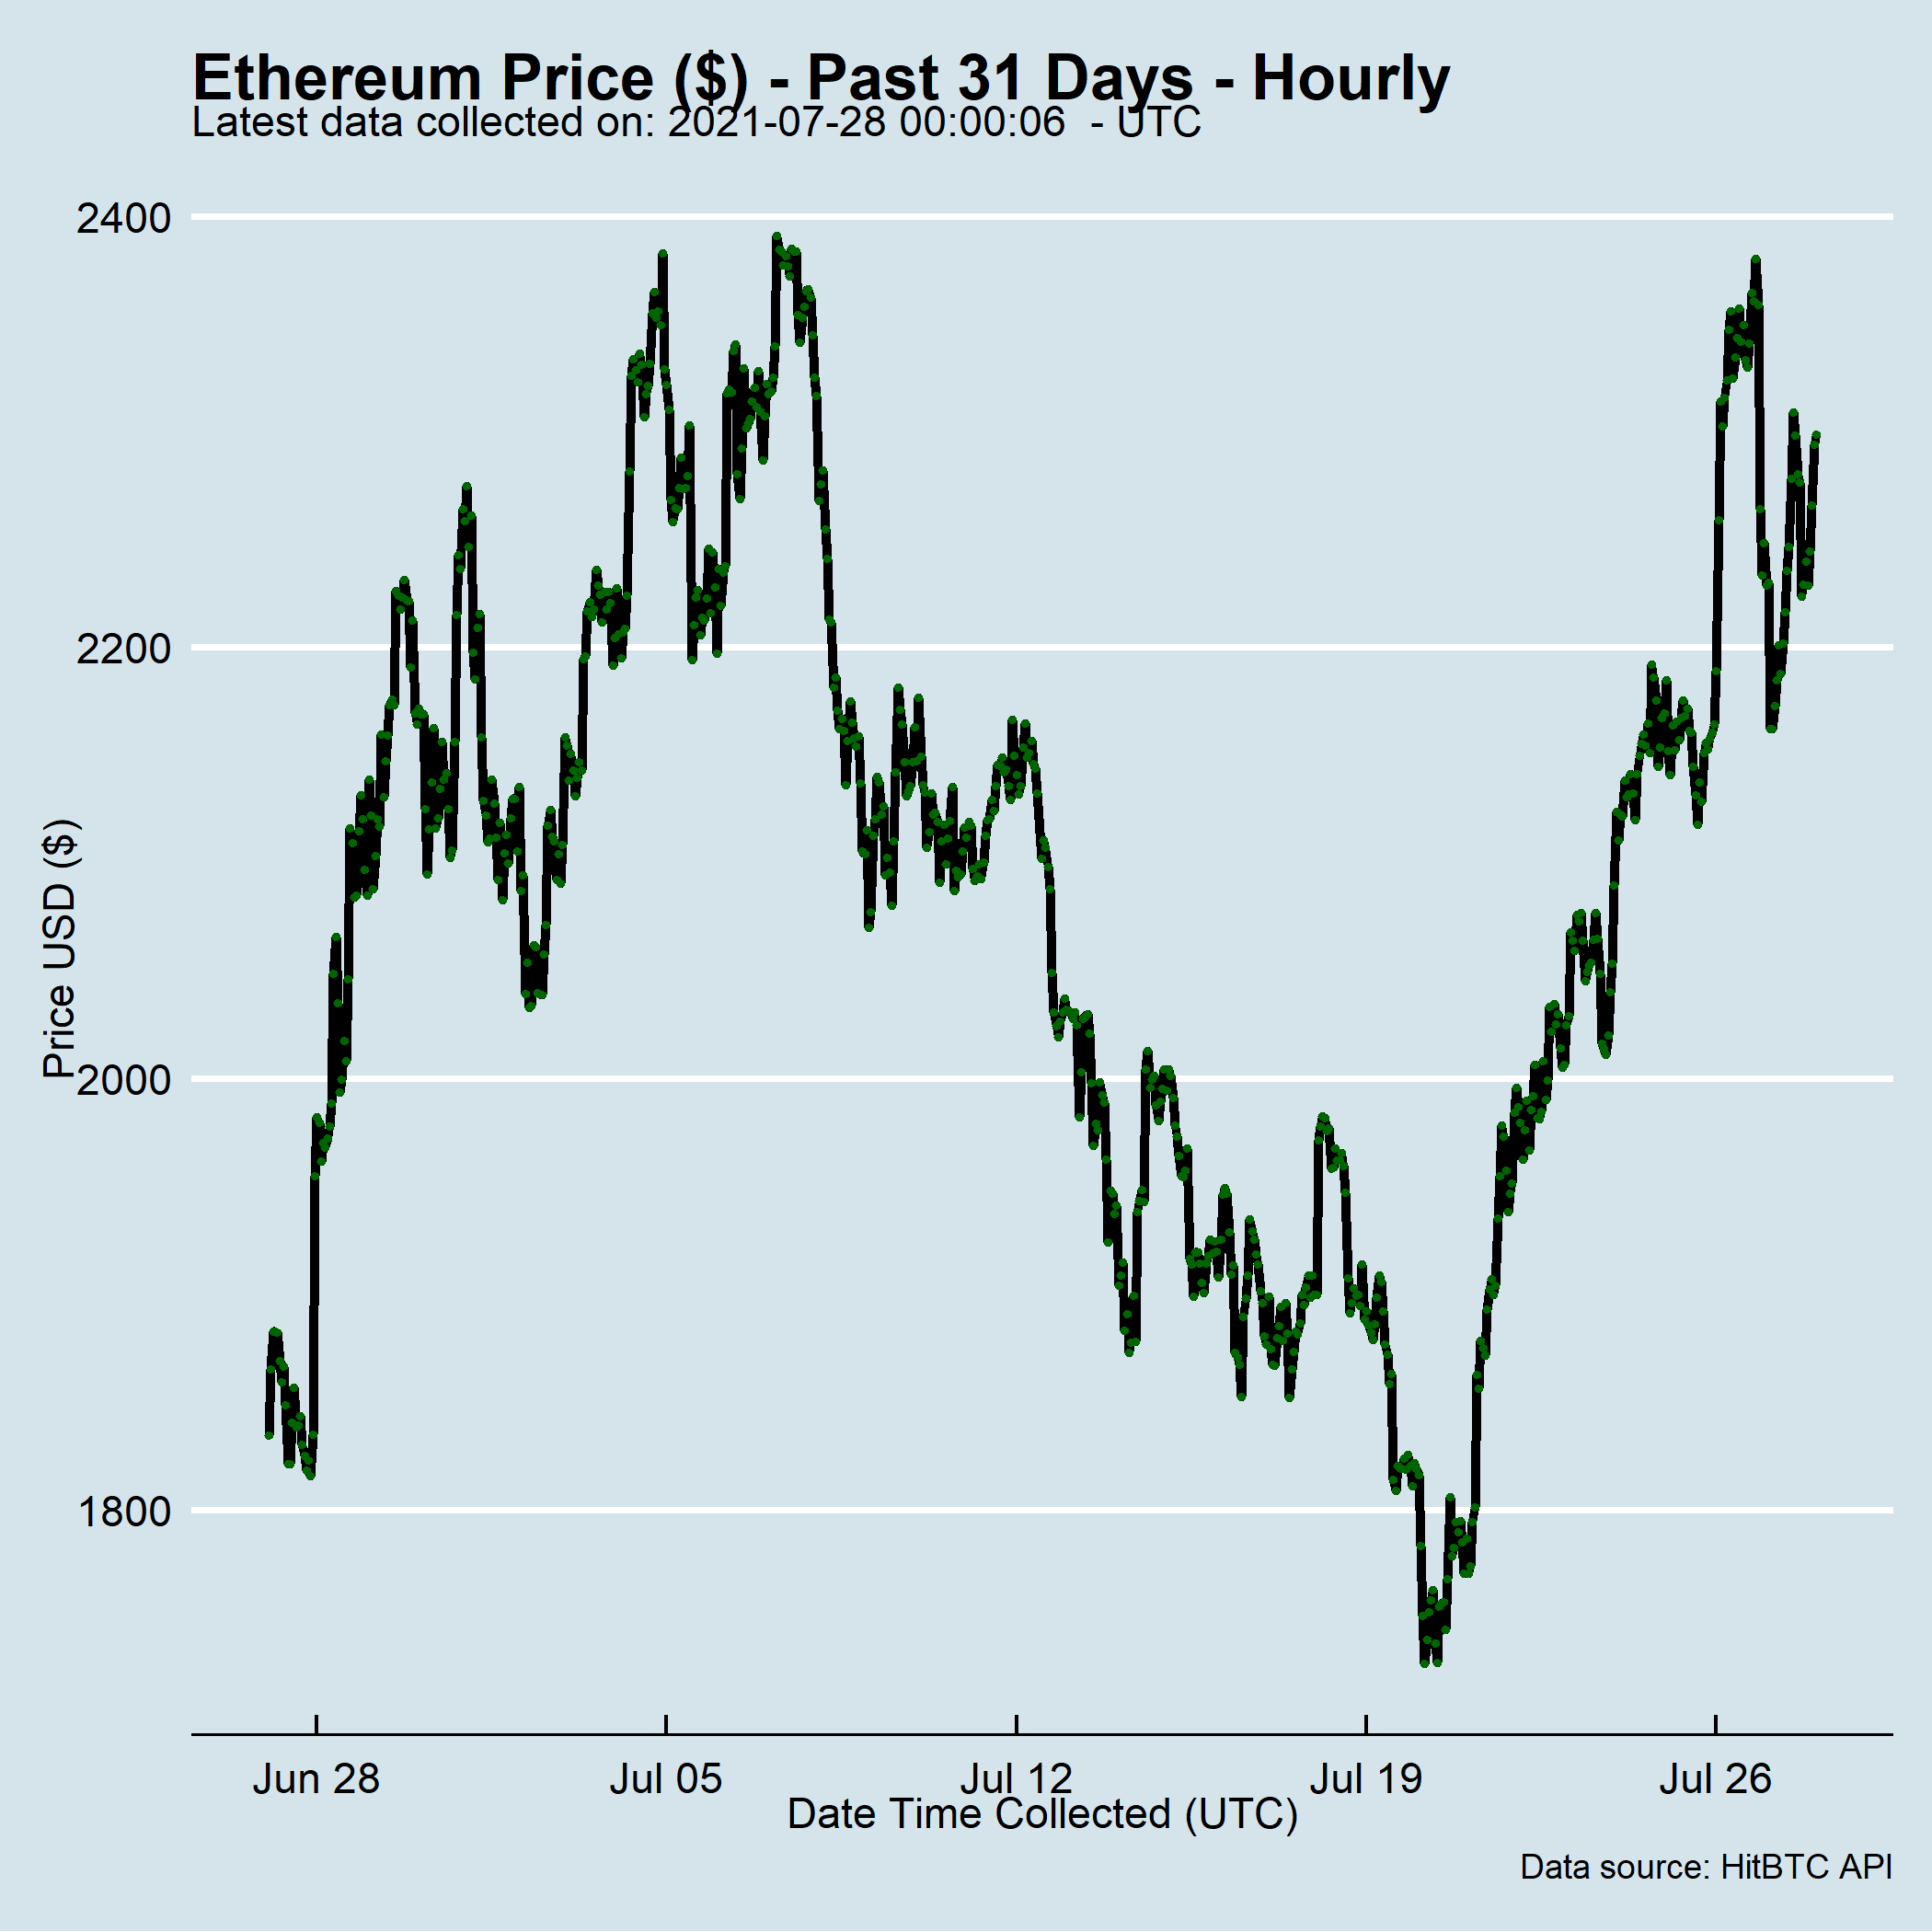 Ethereum Price ($) - Past 31 Days - Hourly
Latest data collected on: 2021-07-28 00:00:06  - UTC
2400
2200
2000
1800
Price USD ($)
Jun 28 Jul 05 Jul 12 Jul 19 Jul 26
Date Time Collected (UTC)
Data source: HitBTC API